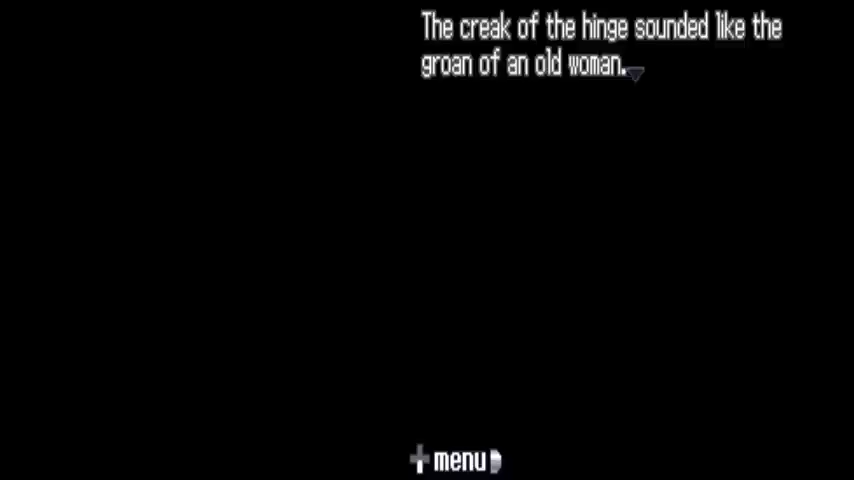 The creak of the hinge sounded like the
groan of an old woman.
menu